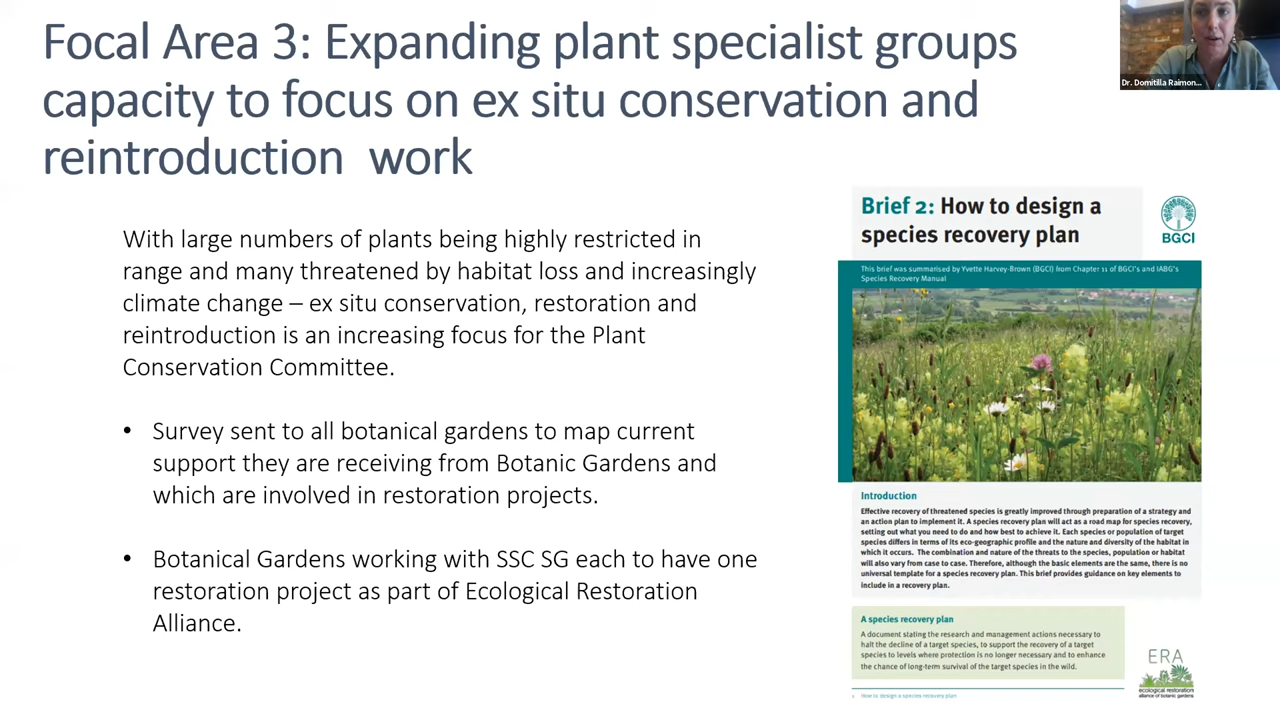 Focal Area 3: Expanding plant specialist groups
capacity to focus on ex situ conservation and
reintroduction  work
Dr. Domitilla Raimon...
With large numbers of plants being highly restricted in
range and many threatened by habitat loss and increasingly
climate change – ex situ conservation, restoration and
reintroduction is an increasing focus for the Plant
Conservation Committee.
• Survey sent to all botanical gardens to map current
support they are receiving from Botanic Gardens and
which are involved in restoration projects.
• Botanical Gardens working with SSC SG each to have one
restoration project as part of Ecological Restoration
Alliance.
Brief 2: How to design a
species recovery plan
BGCI
This brief was summarised by Yvette Harvey-Brown (BGCI) from Chapter 11 of BGCI's and IABG's
Species Recovery Manual
Introduction
Effective recovery of threatened species is greatly improved through preparation of a strategy and
an action plan to implement it. A species recovery plan will act as a road map for species recovery,
setting out what you need to do and how best to achieve it. Each species or population of target
species differs in terms of its eco-geographic profile and the nature and diversity of the habitat in
which it occurs. The combination and nature of the threats to the species, population or habitat
will also vary from case to case. Therefore, although the basic elements are the same, there is no
universal template for a species recovery plan. This brief provides guidance on key elements to
include in a recovery plan.
A species recovery plan
A document stating the research and management actions necessary to
halt the decline of a target species, to support the recovery of a target
species to levels where protection is no longer necessary and to enhance
the chance of long-term survival of the target species in the wild.
ERA
ecological restoration
alliance of botanic gardens
How to design a species recovery plan